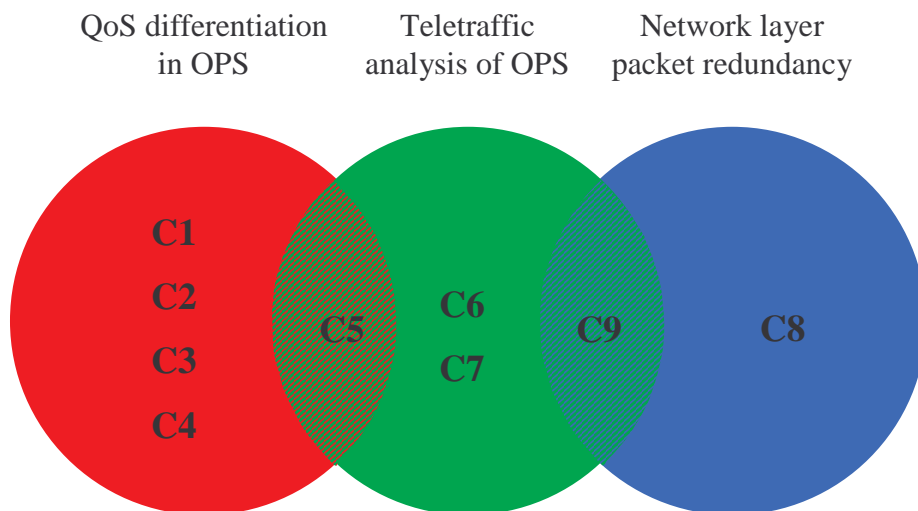 QoS differentiation
in OPS
Teletraffic
analysis of OPS
Network layer
packet redundancy
C1
C2
C3
C4
C5
C6
C7
C9
C8